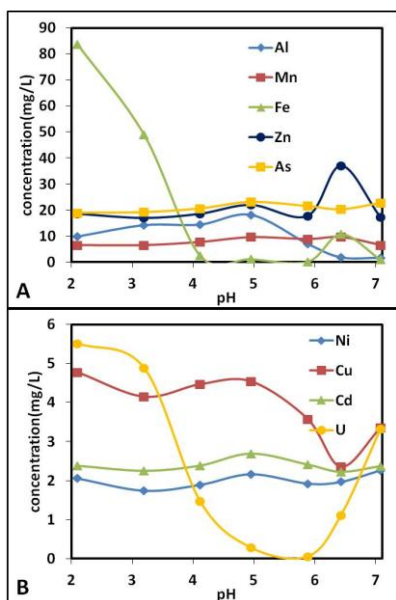 90
80
70
60
50
40
30
20
10
0
concentration(mg/L)
Al
Mn
Fe
Zn
As
2 3 4 5 6 7
pH
A
6
5
4
3
2
1
0
concentration(mg/L)
Ni
Cu
Cd
U
2 3 4 5 6 7
pH
B